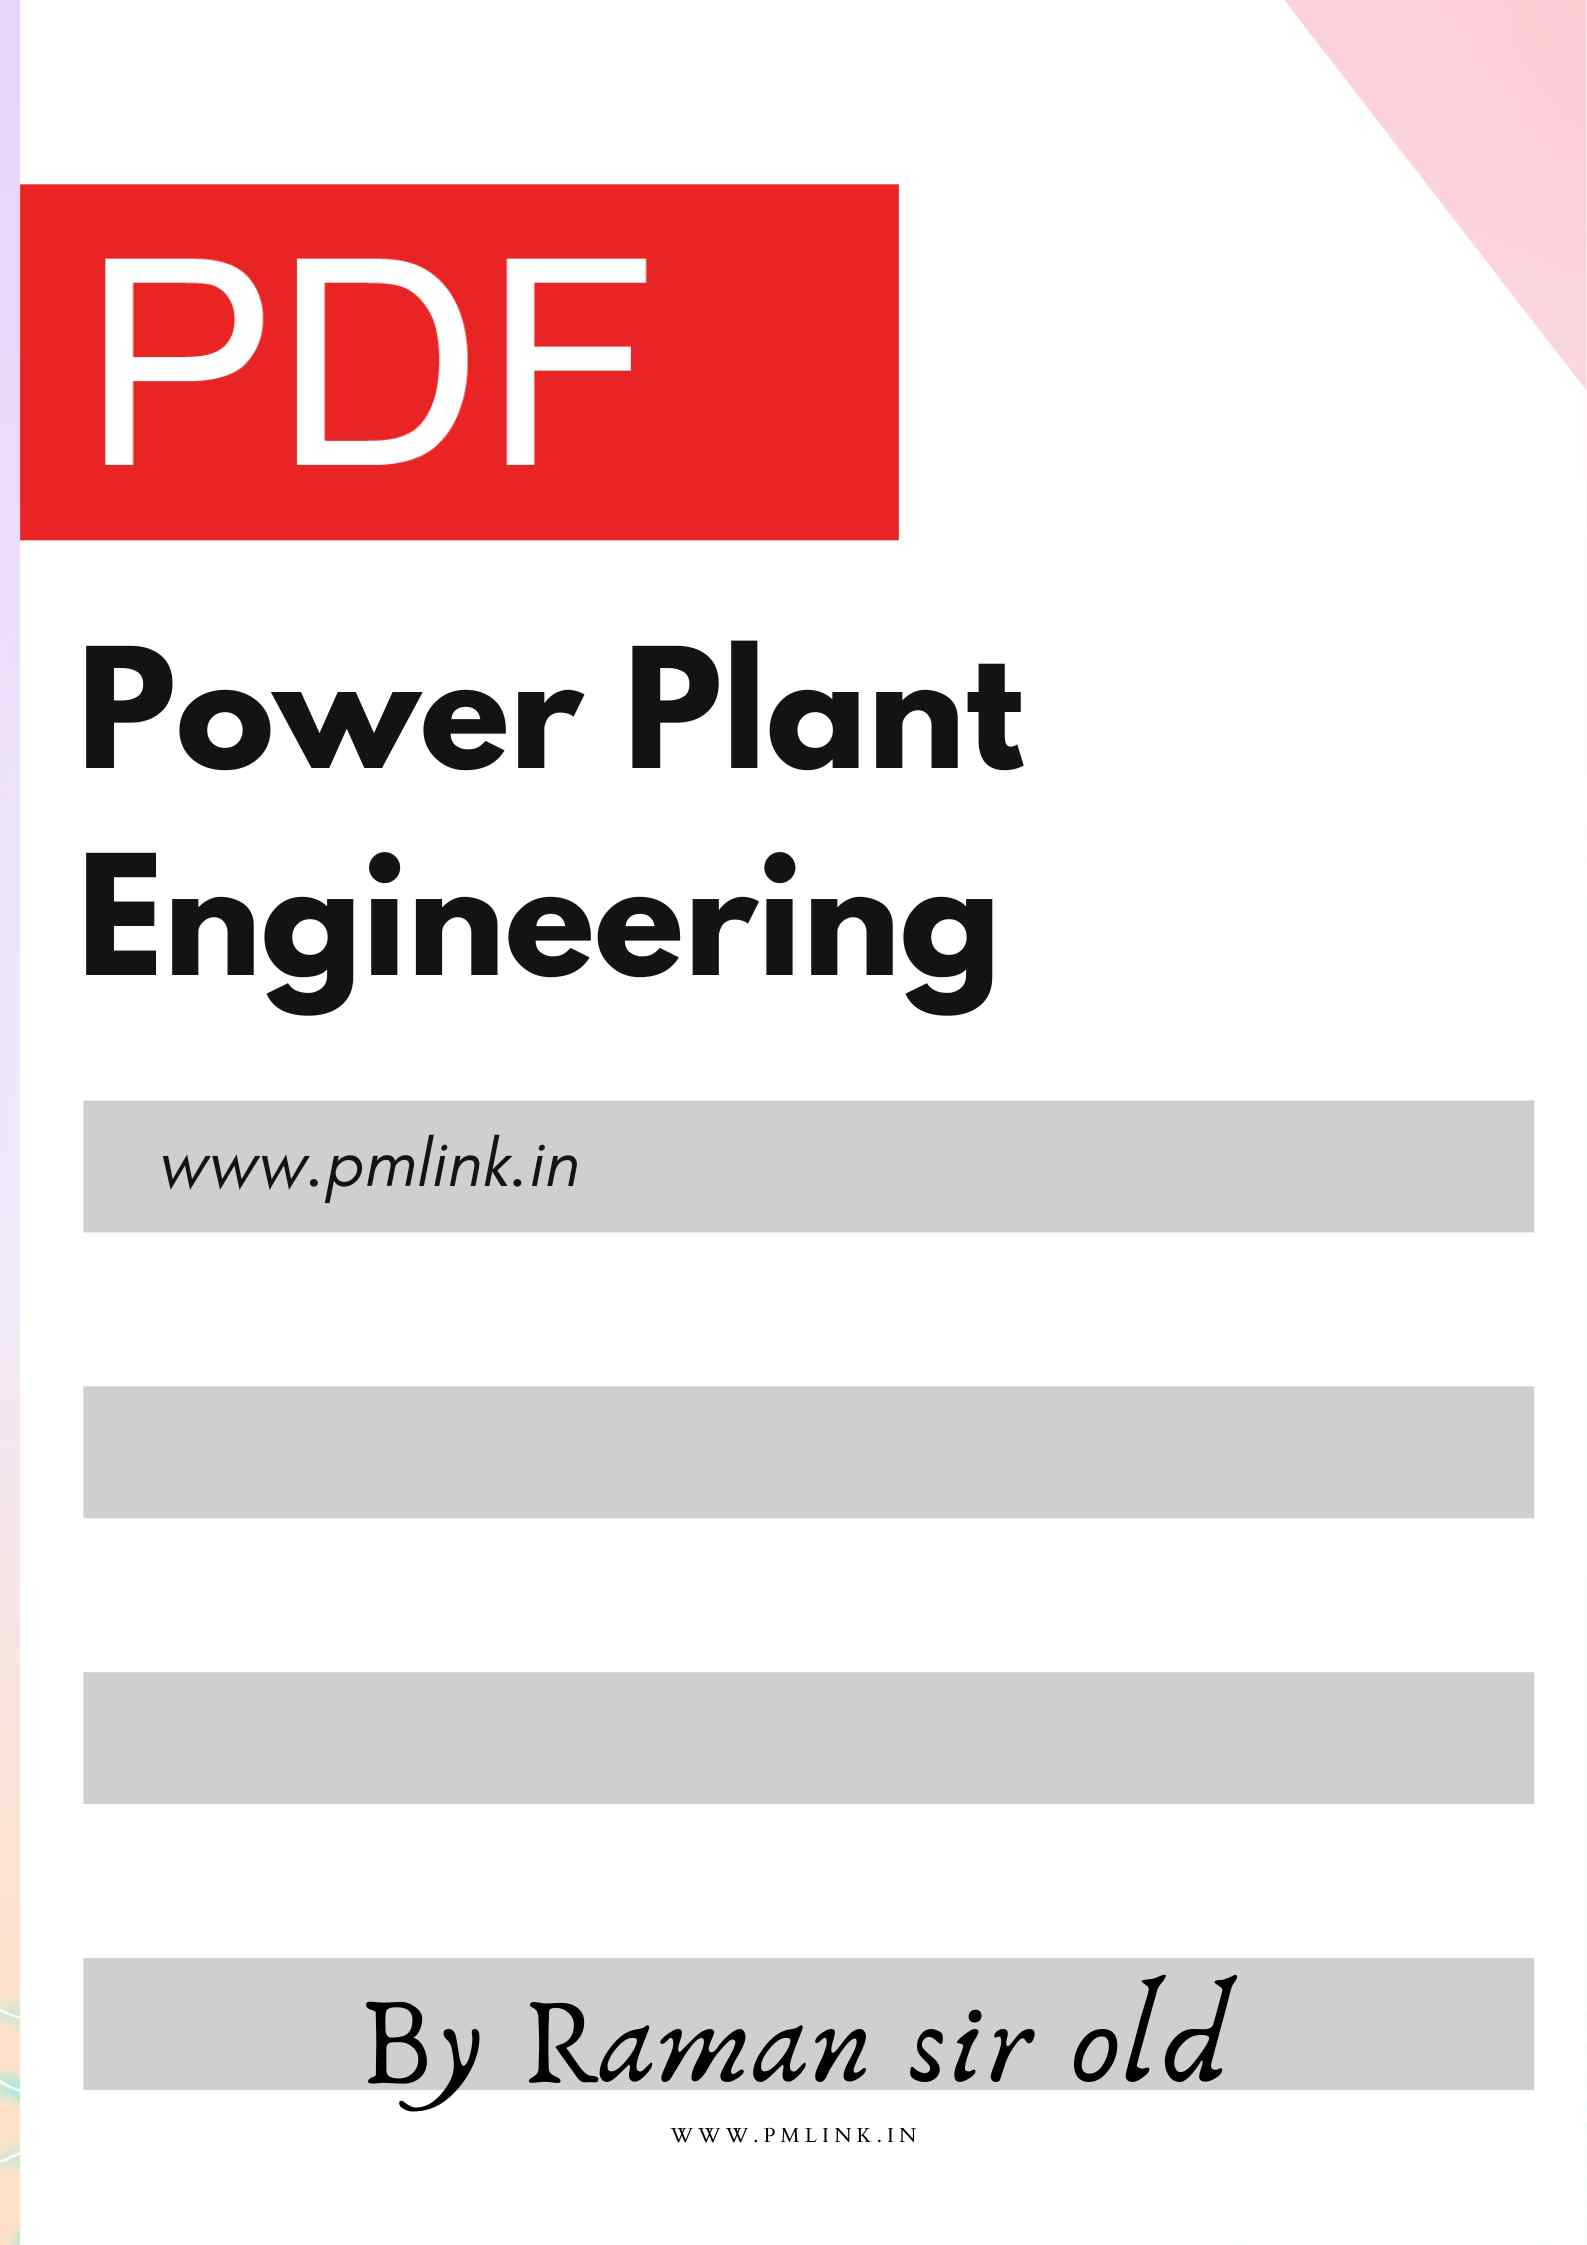 PDF
Power Plant
Engineering
www.pmlink.in
By Raman sir old
WWW.PMLINK.IN